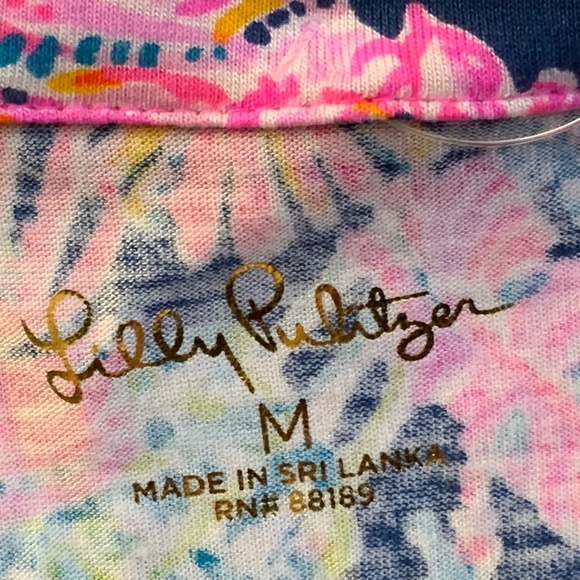 Lilly Pulitzer
M
MADE IN SRI LANKA
RN# 88189